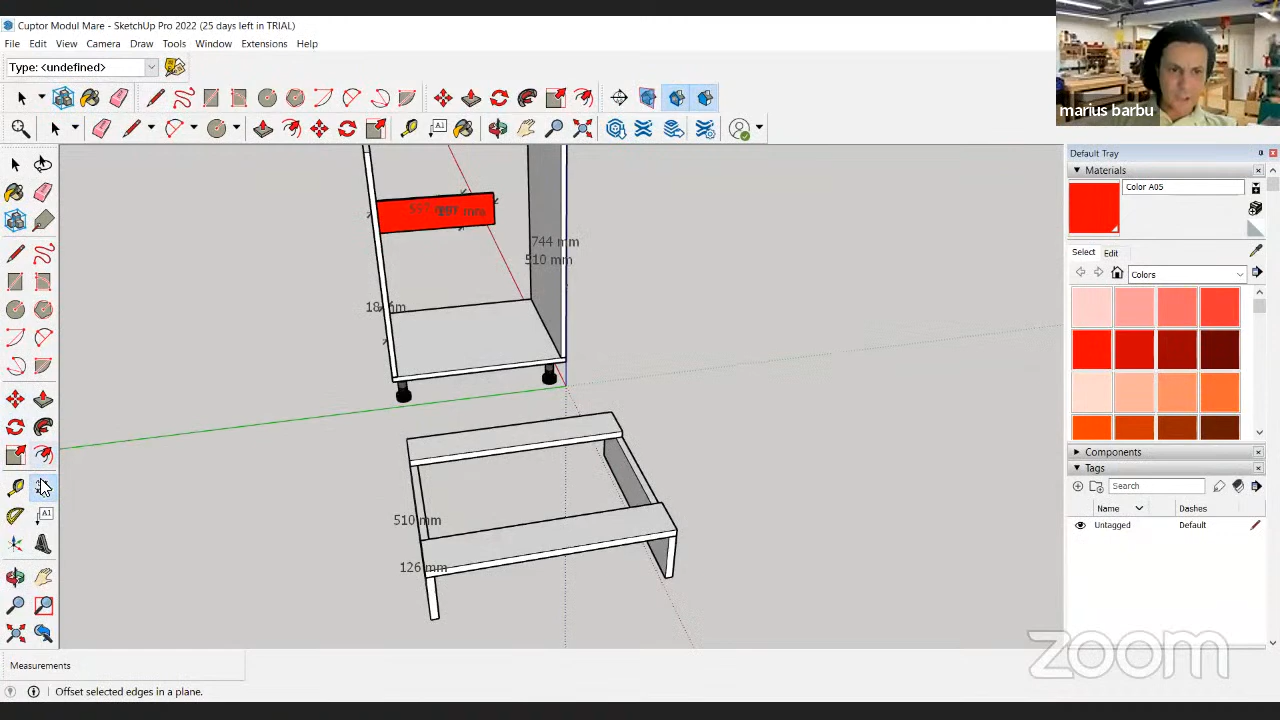 Cuptor Modul Mare - SketchUp Pro 2022 (25 days left in TRIAL)
File Edit View Camera Draw Tools Window Extensions Help
Type: <undefined>
marius barbu
Default Tray
Materials
Color A05
Select Edit
Colors
Components
Tags
Search
Name Dashes
Untagged Default
744 mm
510 mm
510 mm
126 mm
A1
A1
Measurements
Offset selected edges in a plane.
zoom